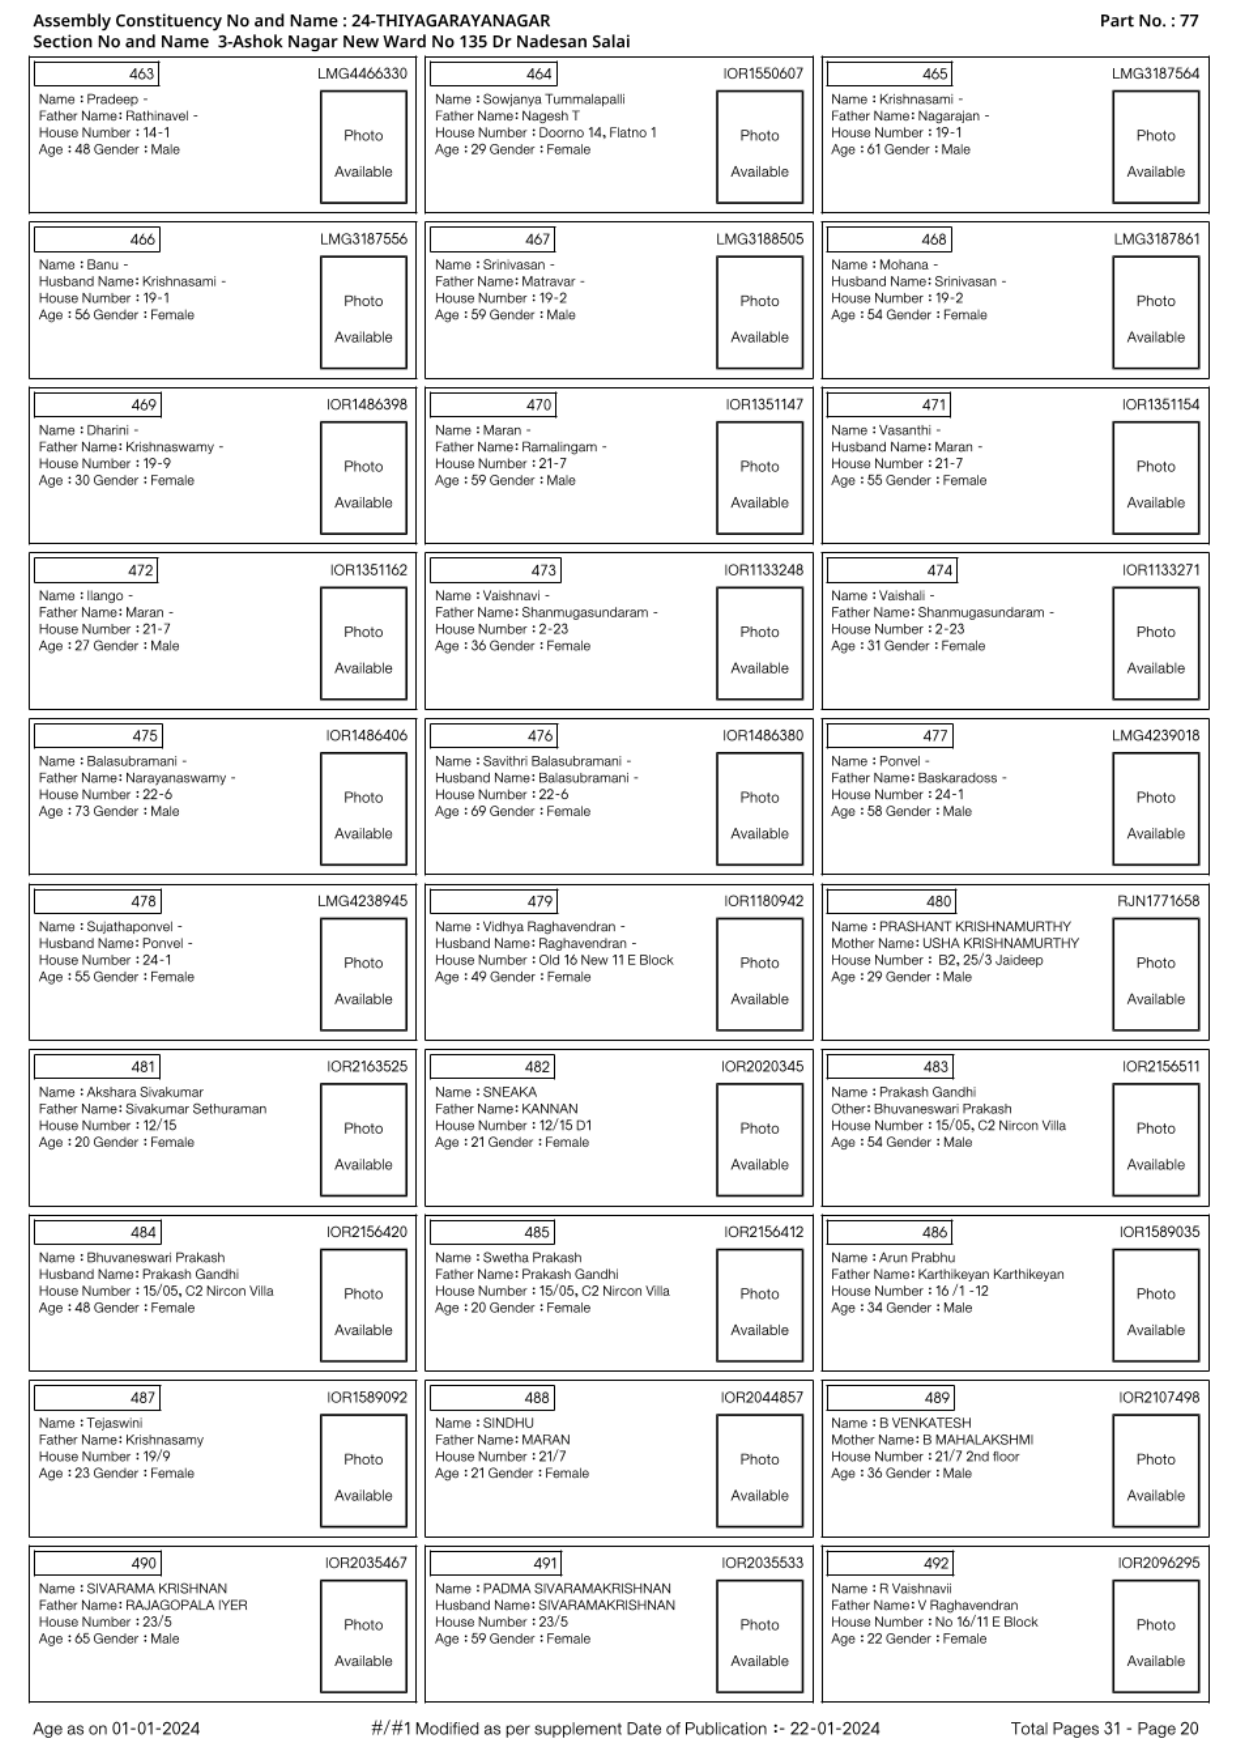 Assembly Constituency No and Name : 24-THIYAGARAYANAGAR
Part No. : 77
Section No and Name 3-Ashok Nagar New Ward No 135 Dr Nadesan Salai
463
LMG4466330
Name : Pradeep -
Father Name: Rathinavel -
House Number : 14-1
Age : 48 Gender : Male
Photo
Available
464
IOR1550607
Name : Sowjanya Tummalapalli
Father Name: Nagesh T
House Number : Doorno 14, Flatno 1
Age : 29 Gender : Female
Photo
Available
465
LMG3187564
Name : Krishnasami -
Father Name: Nagarajan -
House Number : 19-1
Age : 61 Gender : Male
Photo
Available
466
LMG3187556
Name : Banu -
Husband Name: Krishnasami -
House Number : 19-1
Age : 56 Gender : Female
Photo
Available
467
LMG3188505
Name : Srinivasan -
Father Name: Matravar -
House Number : 19-2
Age : 59 Gender : Male
Photo
Available
468
LMG3187861
Name : Mohana -
Husband Name: Srinivasan -
House Number : 19-2
Age : 54 Gender : Female
Photo
Available
469
IOR1486398
Name : Dharini -
Father Name: Krishnaswamy -
House Number : 19-9
Age : 30 Gender : Female
Photo
Available
470
IOR1351147
Name : Maran -
Father Name: Ramalingam -
House Number : 21-7
Age : 59 Gender : Male
Photo
Available
471
IOR1351154
Name : Vasanthi -
Husband Name: Maran -
House Number : 21-7
Age : 55 Gender : Female
Photo
Available
472
IOR1351162
Name : Ilango -
Father Name: Maran -
House Number : 21-7
Age : 27 Gender : Male
Photo
Available
473
IOR1133248
Name : Vaishnavi -
Father Name: Shanmugasundaram -
House Number : 2-23
Age : 36 Gender : Female
Photo
Available
474
IOR1133271
Name : Vaishali -
Father Name: Shanmugasundaram -
House Number : 2-23
Age : 31 Gender : Female
Photo
Available
475
IOR1486406
Name : Balasubramani -
Father Name: Narayanaswamy -
House Number : 22-6
Age : 73 Gender : Male
Photo
Available
476
IOR1486380
Name : Savithri Balasubramani -
Husband Name: Balasubramani -
House Number : 22-6
Age : 69 Gender : Female
Photo
Available
477
LMG4239018
Name : Ponvel -
Father Name: Baskaradoss -
House Number : 24-1
Age : 58 Gender : Male
Photo
Available
478
LMG4238945
Name : Sujathaponvel -
Husband Name: Ponvel -
House Number : 24-1
Age : 55 Gender : Female
Photo
Available
479
IOR1180942
Name : Vidhya Raghavendran -
Husband Name: Raghavendran -
House Number : Old 16 New 11 E Block
Age : 49 Gender : Female
Photo
Available
480
RJN1771658
Name : PRASHANT KRISHNAMURTHY
Mother Name: USHA KRISHNAMURTHY
House Number : B2, 25/3 Jaideep
Age : 29 Gender : Male
Photo
Available
481
IOR2163525
Name : Akshara Sivakumar
Father Name: Sivakumar Sethuraman
House Number : 12/15
Age : 20 Gender : Female
Photo
Available
482
IOR2020345
Name : SNEAKA
Father Name: KANNAN
House Number : 12/15 D1
Age : 21 Gender : Female
Photo
Available
483
IOR2156511
Name : Prakash Gandhi
Other: Bhuvaneswari Prakash
House Number : 15/05, C2 Nircon Villa
Age : 54 Gender : Male
Photo
Available
484
IOR2156420
Name : Bhuvaneswari Prakash
Husband Name: Prakash Gandhi
House Number : 15/05, C2 Nircon Villa
Age : 48 Gender : Female
Photo
Available
485
IOR2156412
Name : Swetha Prakash
Father Name: Prakash Gandhi
House Number : 15/05, C2 Nircon Villa
Age : 20 Gender : Female
Photo
Available
486
IOR1589035
Name : Arun Prabhu
Father Name: Karthikeyan Karthikeyan
House Number : 16 /1 -12
Age : 34 Gender : Male
Photo
Available
487
IOR1589092
Name : Tejaswini
Father Name: Krishnasamy
House Number : 19/9
Age : 23 Gender : Female
Photo
Available
488
IOR2044857
Name : SINDHU
Father Name: MARAN
House Number : 21/7
Age : 21 Gender : Female
Photo
Available
489
IOR2107498
Name : B VENKATESH
Mother Name: B MAHALAKSHMI
House Number : 21/7 2nd floor
Age : 36 Gender : Male
Photo
Available
490
IOR2035467
Name : SIVARAMA KRISHNAN
Father Name: RAJAGOPALA IYER
House Number : 23/5
Age : 65 Gender : Male
Photo
Available
491
IOR2035533
Name : PADMA SIVARAMAKRISHNAN
Husband Name: SIVARAMAKRISHNAN
House Number : 23/5
Age : 59 Gender : Female
Photo
Available
492
IOR2096295
Name : R Vaishnavii
Father Name: V Raghavendran
House Number : No 16/11 E Block
Age : 22 Gender : Female
Photo
Available
Age as on 01-01-2024
#/#1 Modified as per supplement Date of Publication :- 22-01-2024
Total Pages 31 - Page 20